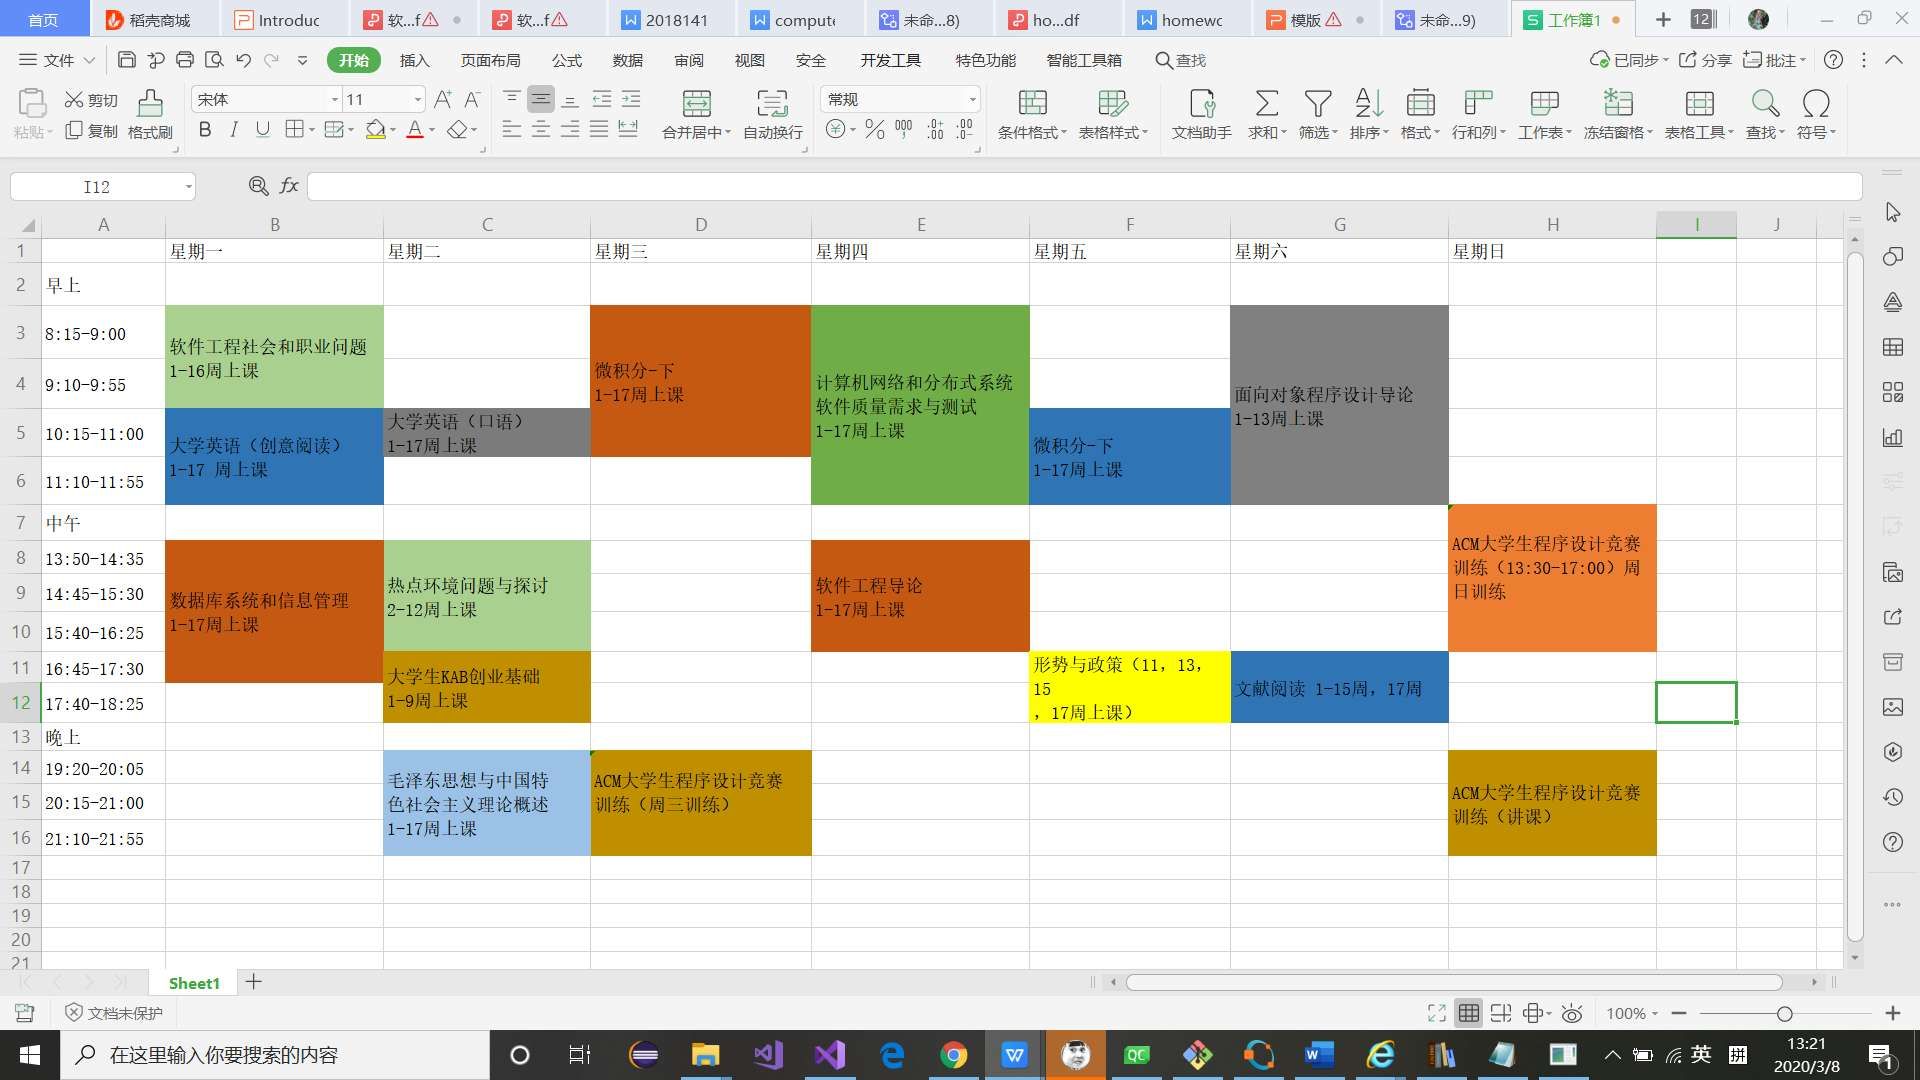 首页
稻壳商城
Introduc
软...f
软...f
2018141
compute
未命...8)
ho...df
homewc
模版
未命...9)
工作簿1
12
文件
开始
插入
页面布局
公式
数据
审阅
视图
安全
开发工具
特色功能
智能工具箱
查找
已同步
分享
批注
粘贴
剪切
复制
格式刷
宋体
11
B I U
合并居中
自动换行
常规
条件格式
表格样式
文档助手
求和
筛选
排序
格式
行和列
工作表
冻结窗格
表格工具
查找
符号
I12
fx
A B C D E F G H I J
1 星期一 星期二 星期三 星期四 星期五 星期六 星期日
2 早上
3 8:15-9:00
软件工程社会和职业问题
1-16周上课
微积分-下
1-17周上课
计算机网络和分布式系统
软件质量需求与测试
1-17周上课
面向对象程序设计导论
1-13周上课
4 9:10-9:55
5 10:15-11:00
大学英语（创意阅读）
1-17 周上课
大学英语（口语）
1-17周上课
微积分-下
1-17周上课
6 11:10-11:55
7 中午
ACM大学生程序设计竞赛
训练（13:30-17:00）周
日训练
8 13:50-14:35
数据库系统和信息管理
1-17周上课
热点环境问题与探讨
2-12周上课
软件工程导论
1-17周上课
9 14:45-15:30
10 15:40-16:25
11 16:45-17:30
大学生KAB创业基础
1-9周上课
形势与政策（11，13，
15
，17周上课）
文献阅读 1-15周，17周
12 17:40-18:25
13 晚上
14 19:20-20:05
毛泽东思想与中国特
色社会主义理论概述
1-17周上课
ACM大学生程序设计竞赛
训练（周三训练）
ACM大学生程序设计竞赛
训练（讲课）
15 20:15-21:00
16 21:10-21:55
17
18
19
20
21
Sheet1
文档未保护
100%
在这里输入你要搜索的内容
英
拼
13:21
2020/3/8
1